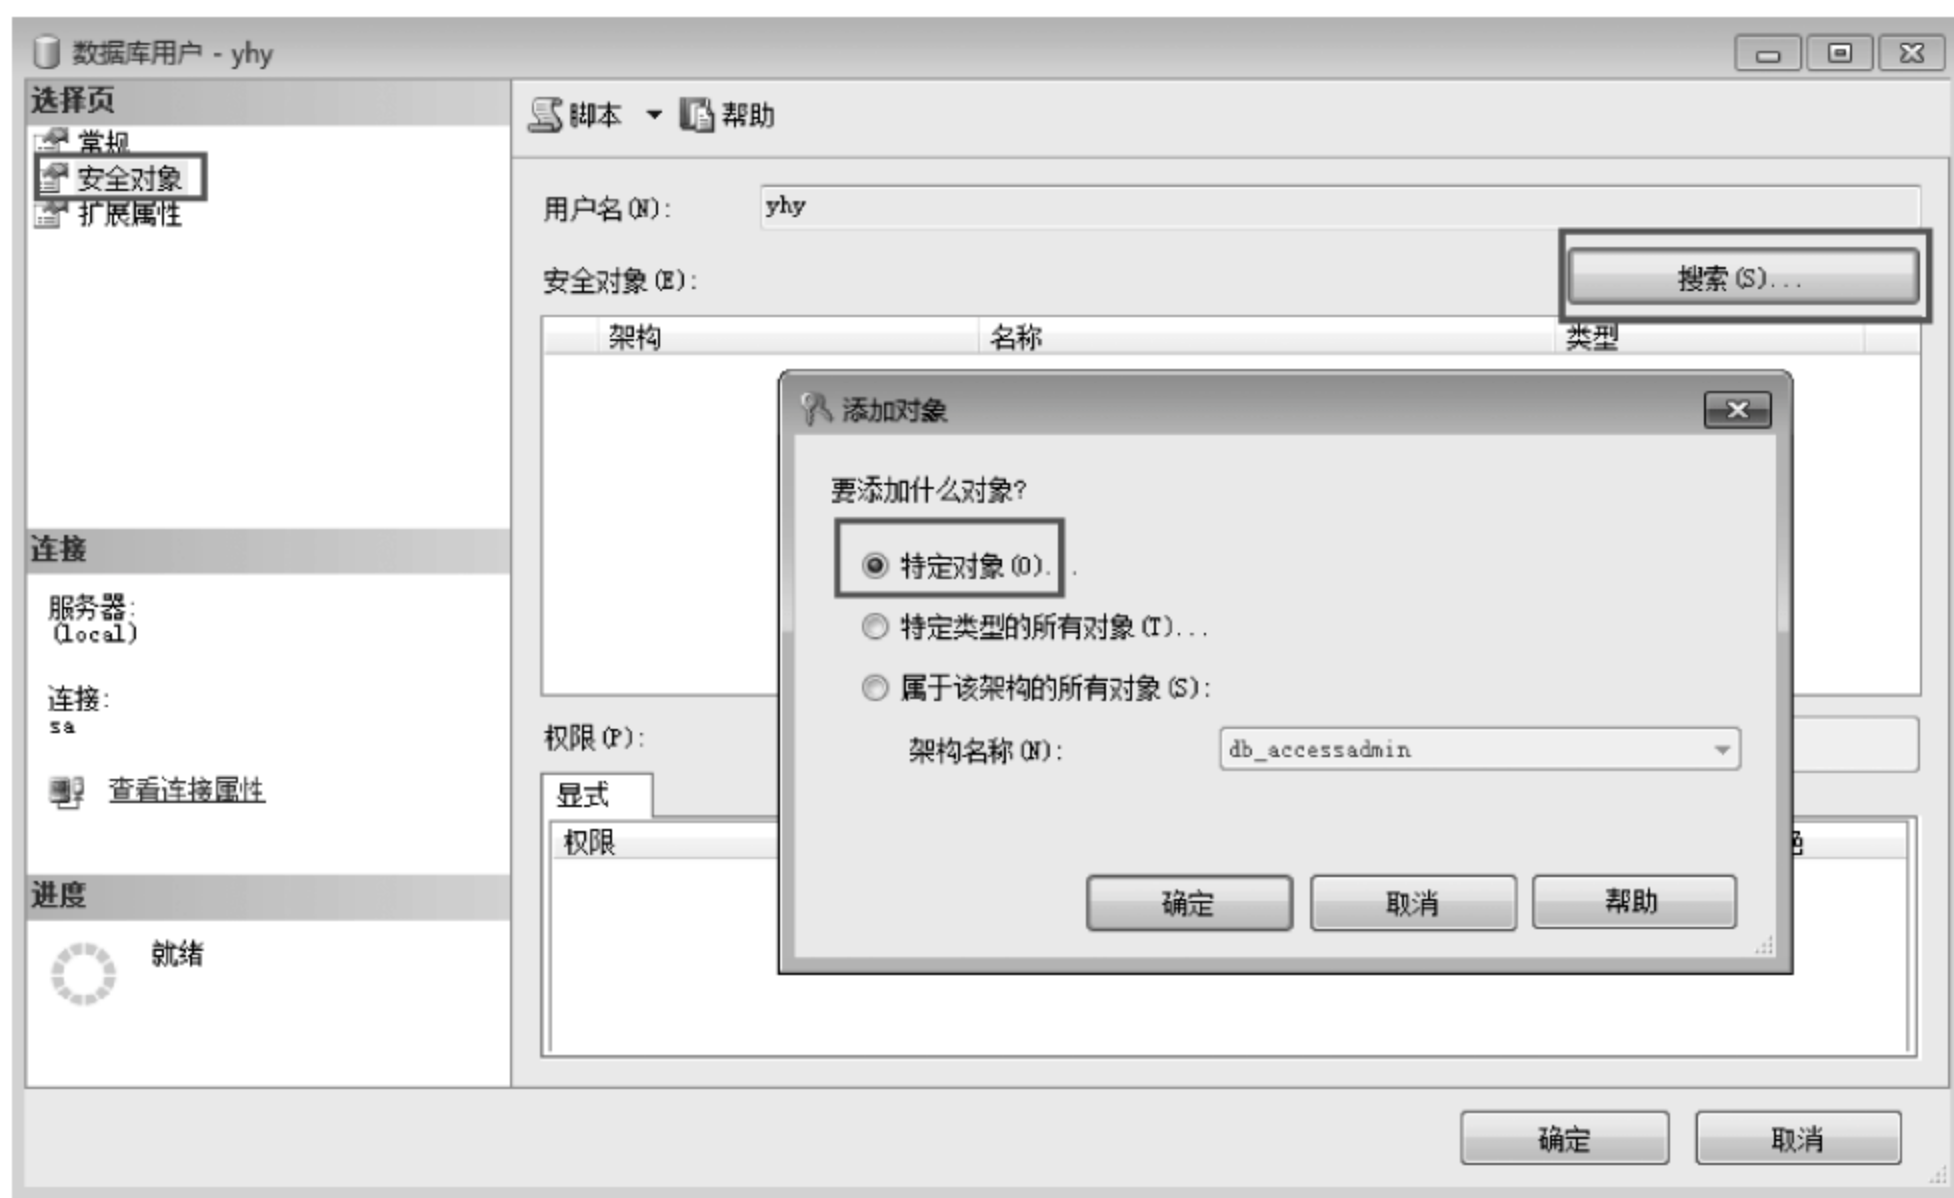 数据库用户 - yhy
选择页
常规
安全对象
扩展属性
脚本 帮助
用户名(N): yhy
安全对象(E): 搜索(S)...
架构 名称 类型
添加对象
要添加什么对象?
特定对象(O)...
特定类型的所有对象(T)...
属于该架构的所有对象(S):
架构名称(N): db_accessadmin
确定 取消 帮助
连接
服务器:
(local)
连接:
sa
查看连接属性
权限(P):
显式
权限
进度
就绪
确定 取消